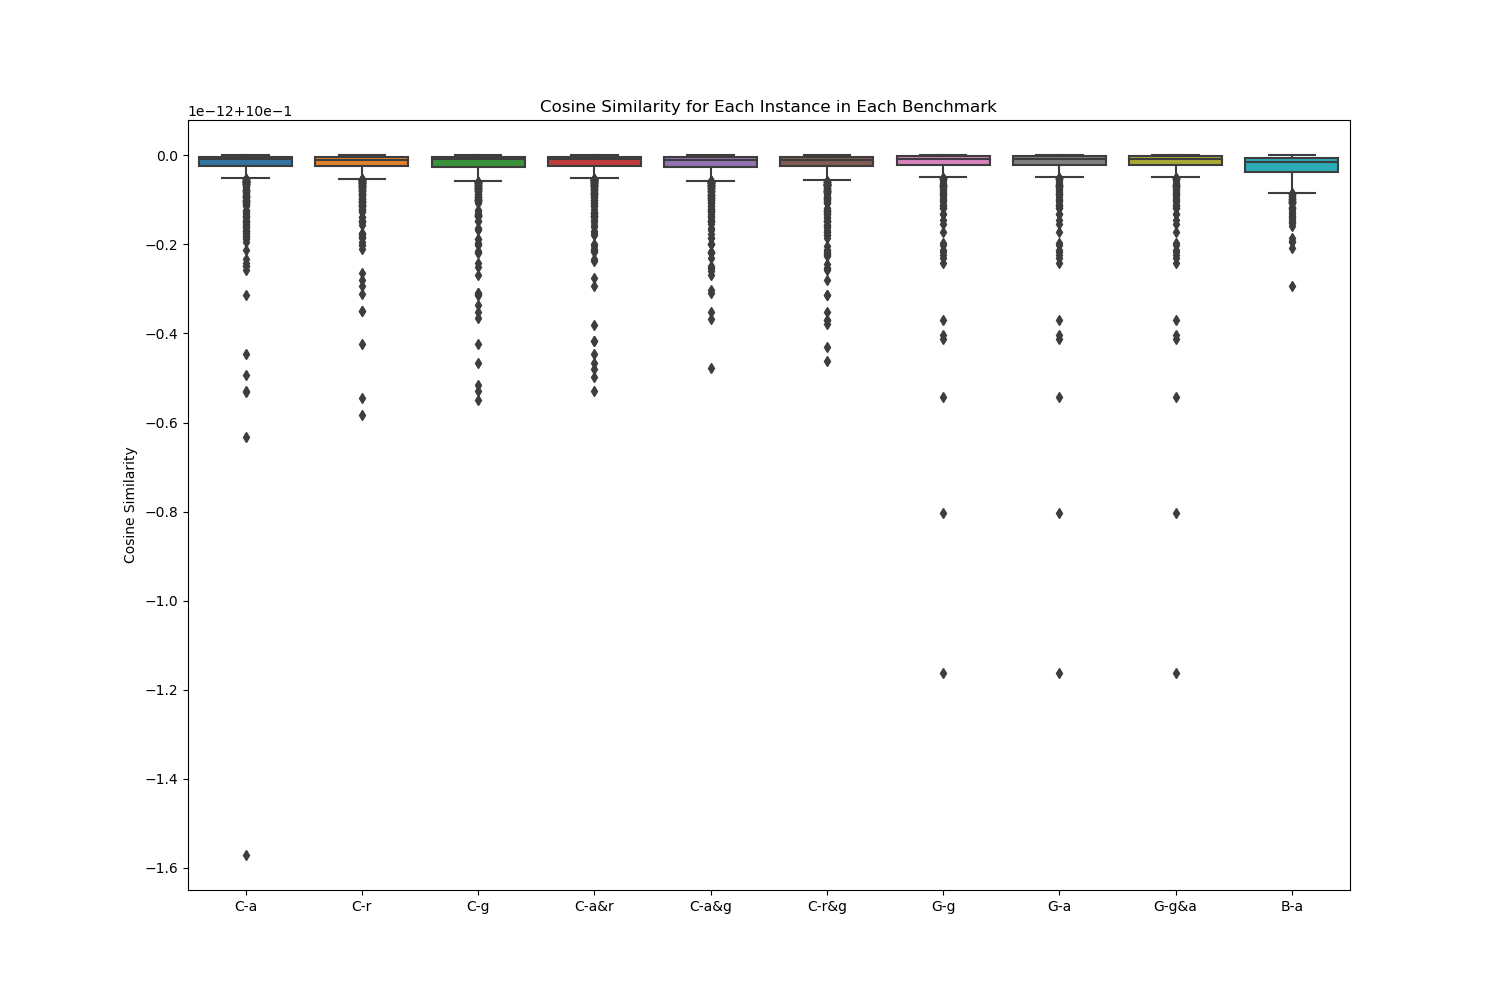 Cosine Similarity for Each Instance in Each Benchmark
1e−12+10e−1
0.0
−0.2
−0.4
−0.6
−0.8
−1.0
−1.2
−1.4
−1.6
Cosine Similarity
C-a C-r C-g C-a&r C-a&g C-r&g G-g G-a G-g&a B-a